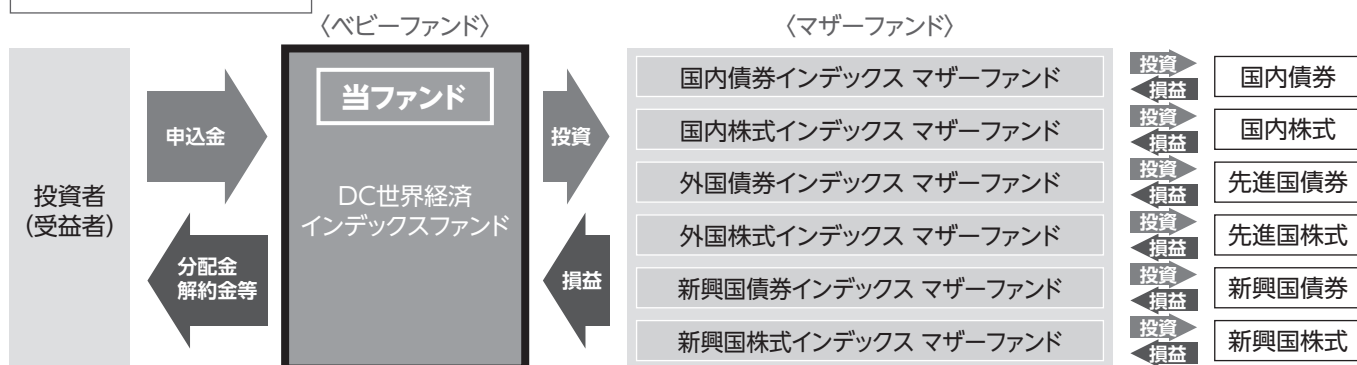 〈ベビーファンド〉
〈マザーファンド〉
投資者
(受益者)
申込金
分配金
解約金等
当ファンド
DC世界経済
インデックスファンド
投資
損益
国内債券インデックス マザーファンド
投資
損益
国内債券
国内株式インデックス マザーファンド
投資
損益
国内株式
外国債券インデックス マザーファンド
投資
損益
先進国債券
外国株式インデックス マザーファンド
投資
損益
先進国株式
新興国債券インデックス マザーファンド
投資
損益
新興国債券
新興国株式インデックス マザーファンド
投資
損益
新興国株式